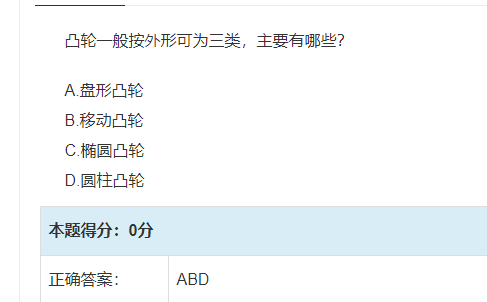 凸轮一般按外形可为三类，主要有哪些？
A.盘形凸轮
B.移动凸轮
C.椭圆凸轮
D.圆柱凸轮
本题得分：0分
正确答案： ABD